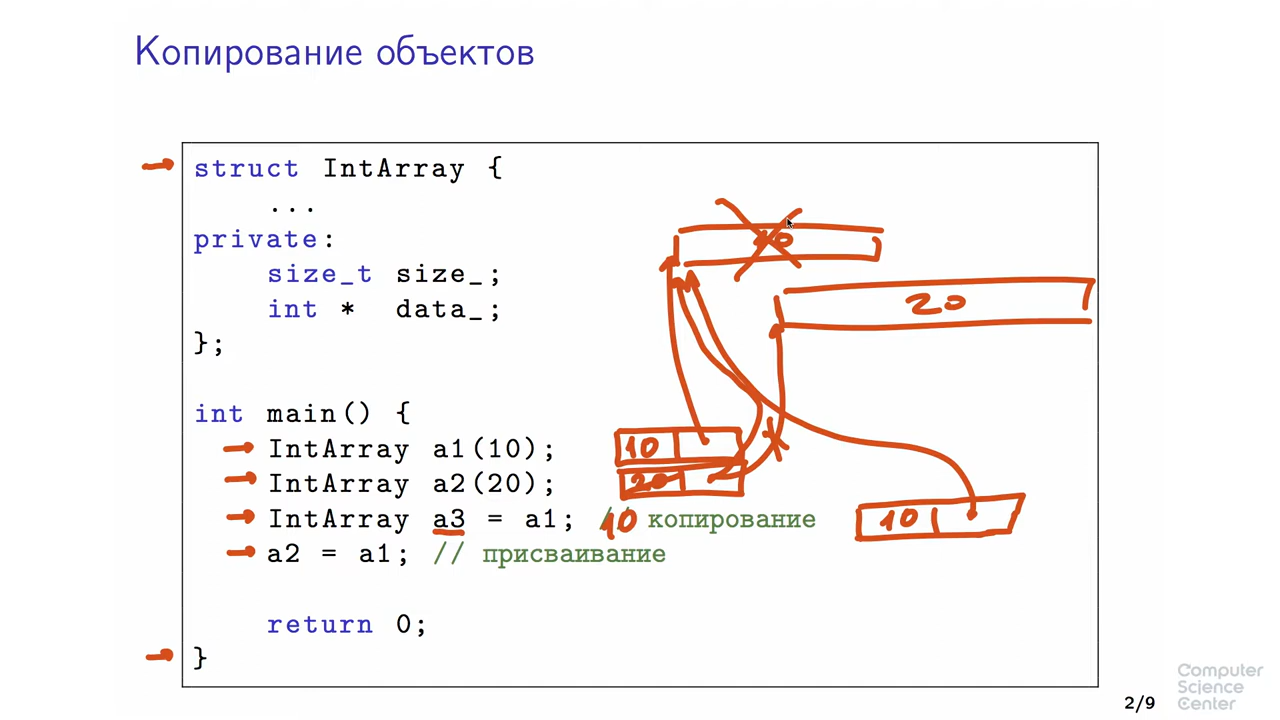 Копирование объектов
struct IntArray {
...
private:
size_t size_;
int * data_;
};
int main() {
IntArray a1(10);
IntArray a2(20);
IntArray a3 = a1; // копирование
a2 = a1; // присваивание
return 0;
}
10
20
10
20
10
10
2/9
Computer
Science
Center